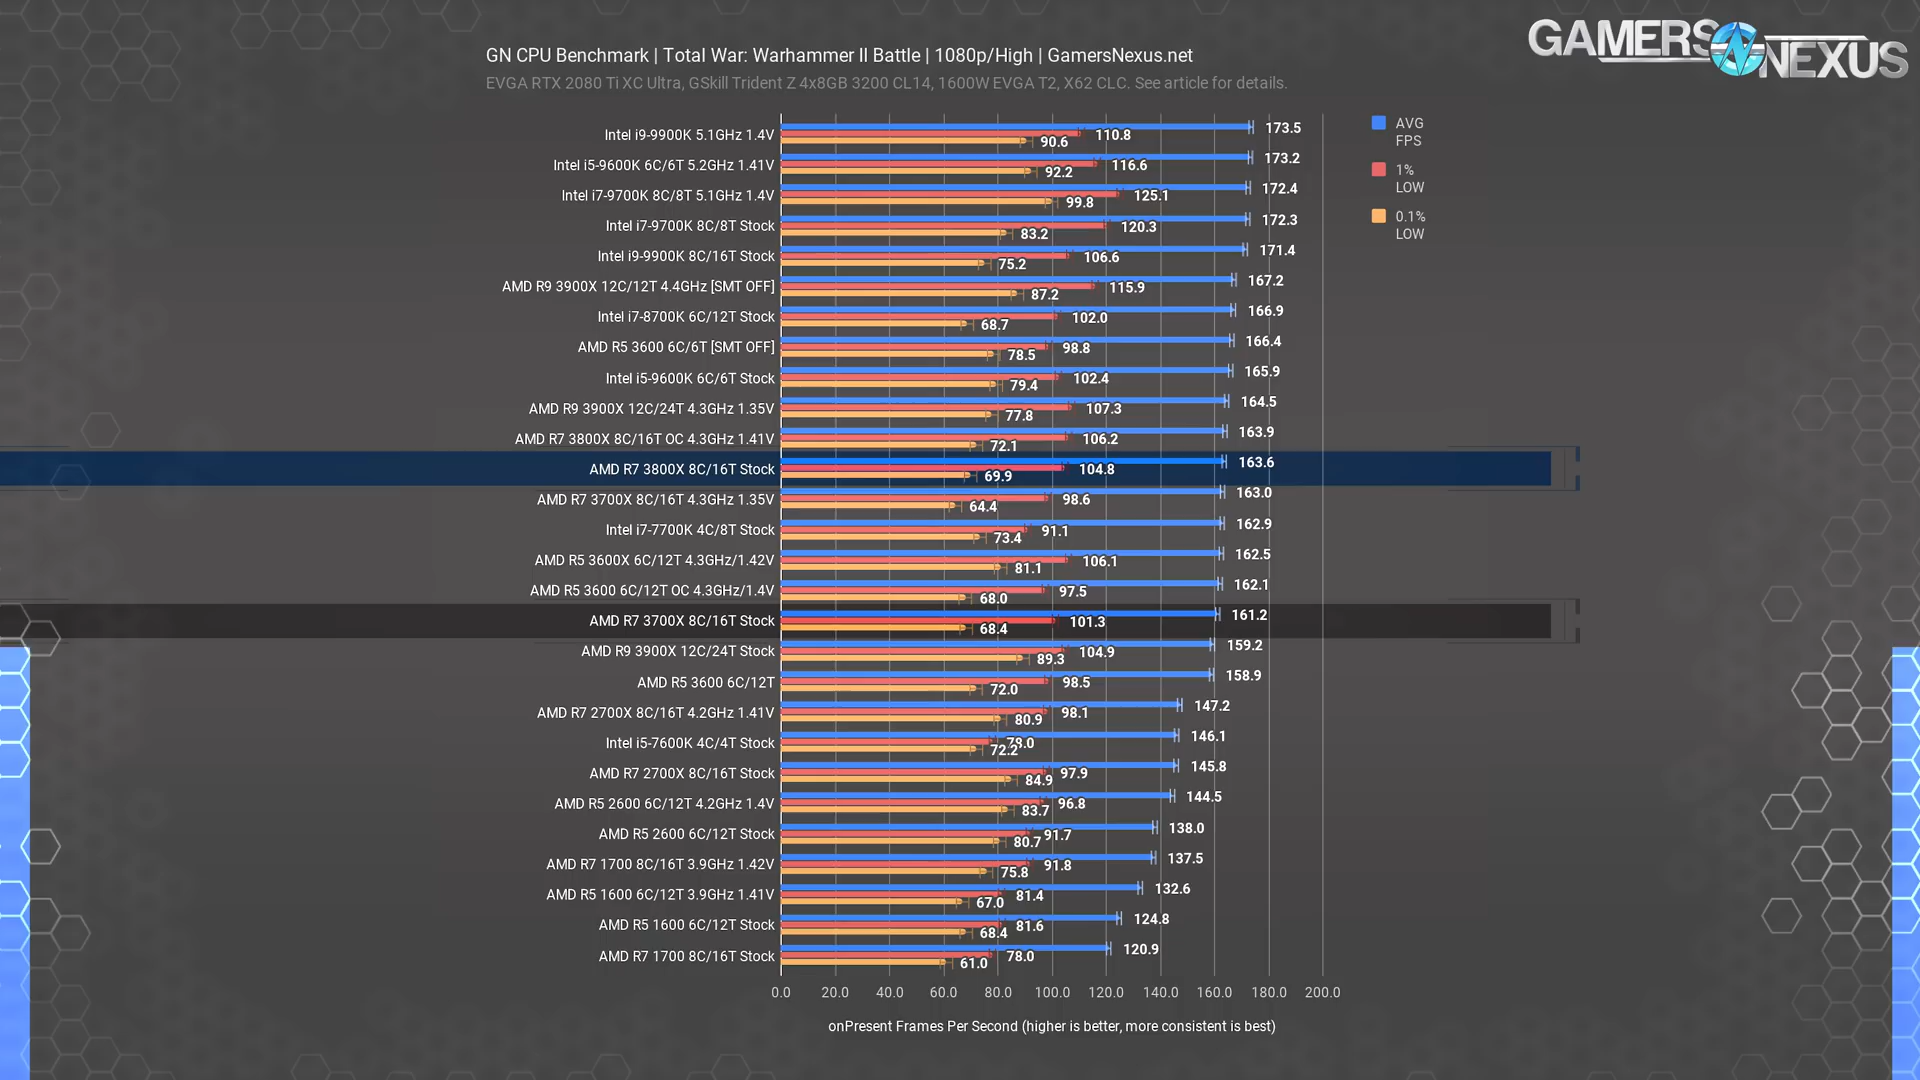 GAMERS NEXUS
GN CPU Benchmark | Total War: Warhammer II Battle | 1080p/High | GamersNexus.net
EVGA RTX 2080 Ti XC Ultra, GSkill Trident Z 4x8GB 3200 CL14, 1600W EVGA T2, X62 CLC. See article for details.
AVG FPS
1% LOW
0.1% LOW
Intel i9-9900K 5.1GHz 1.4V 173.5 110.8 90.6
Intel i5-9600K 6C/6T 5.2GHz 1.41V 173.2 116.6 92.2
Intel i7-9700K 8C/8T 5.1GHz 1.4V 172.4 125.1 99.8
Intel i7-9700K 8C/8T Stock 172.3 120.3 83.2
Intel i9-9900K 8C/16T Stock 171.4 106.6 75.2
AMD R9 3900X 12C/12T 4.4GHz [SMT OFF] 167.2 115.9 87.2
Intel i7-8700K 6C/12T Stock 166.9 102.0 68.7
AMD R5 3600 6C/6T [SMT OFF] 166.4 98.8 78.5
Intel i5-9600K 6C/6T Stock 165.9 102.4 79.4
AMD R9 3900X 12C/24T 4.3GHz 1.35V 164.5 107.3 77.8
AMD R7 3800X 8C/16T OC 4.3GHz 1.41V 163.9 106.2 72.1
AMD R7 3800X 8C/16T Stock 163.6 104.8 69.9
AMD R7 3700X 8C/16T 4.3GHz 1.35V 163.0 98.6 64.4
Intel i7-7700K 4C/8T Stock 162.9 91.1 73.4
AMD R5 3600X 6C/12T 4.3GHz/1.42V 162.5 106.1 81.1
AMD R5 3600 6C/12T OC 4.3GHz/1.4V 162.1 97.5 68.0
AMD R7 3700X 8C/16T Stock 161.2 101.3 68.4
AMD R9 3900X 12C/24T Stock 159.2 104.9 89.3
AMD R5 3600 6C/12T 158.9 98.5 72.0
AMD R7 2700X 8C/16T 4.2GHz 1.41V 147.2 98.1 80.9
Intel i5-7600K 4C/4T Stock 146.1 78.0 72.2
AMD R7 2700X 8C/16T Stock 145.8 97.9 84.9
AMD R5 2600 6C/12T 4.2GHz 1.4V 144.5 96.8 83.7
AMD R5 2600 6C/12T Stock 138.0 91.7 80.7
AMD R7 1700 8C/16T 3.9GHz 1.42V 137.5 91.8 75.8
AMD R5 1600 6C/12T 3.9GHz 1.41V 132.6 81.4 67.0
AMD R5 1600 6C/12T Stock 124.8 81.6 68.4
AMD R7 1700 8C/16T Stock 120.9 78.0 61.0
0.0 20.0 40.0 60.0 80.0 100.0 120.0 140.0 160.0 180.0 200.0
onPresent Frames Per Second (higher is better, more consistent is best)